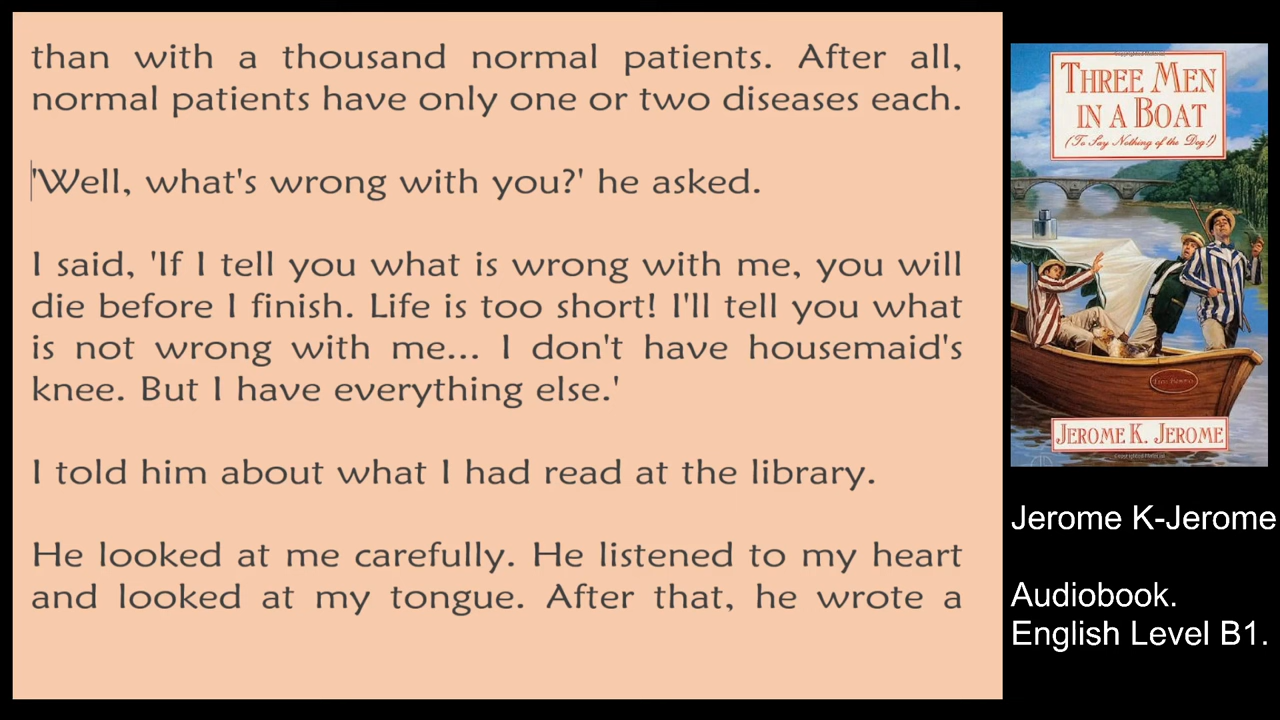 than with a thousand normal patients. After all,
normal patients have only one or two diseases each.
'Well, what's wrong with you?' he asked.
I said, 'If I tell you what is wrong with me, you will
die before I finish. Life is too short! I'll tell you what
is not wrong with me... I don't have housemaid's
knee. But I have everything else.'
I told him about what I had read at the library.
He looked at me carefully. He listened to my heart
and looked at my tongue. After that, he wrote a
THREE MEN
IN A BOAT
(To Say Nothing of the Dog!)
JEROME K. JEROME
Jerome K-Jerome
Audiobook.
English Level B1.